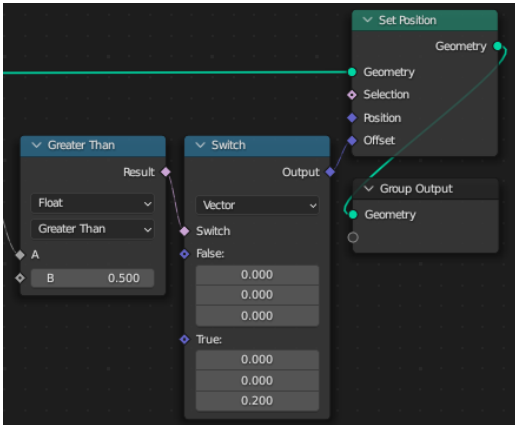 Set Position
Geometry
Geometry
Selection
Position
Offset
Greater Than
Result
Float
Greater Than
A
B 0.500
Switch
Output
Vector
Switch
False:
0.000
0.000
0.000
True:
0.000
0.000
0.200
Group Output
Geometry